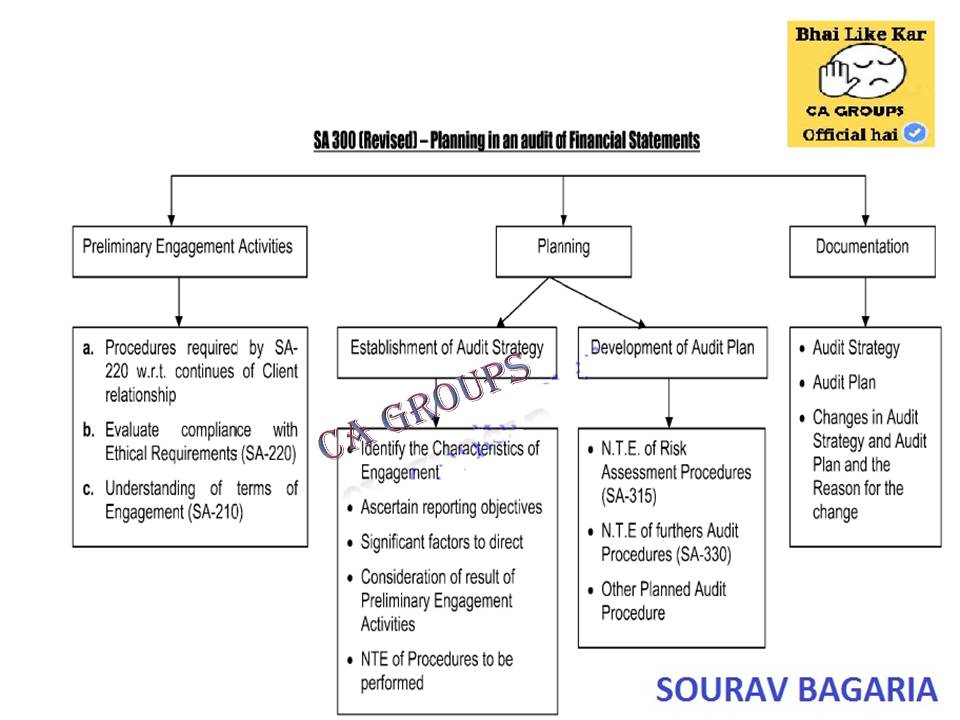 Bhai Like Kar
CA GROUPS
Official hai
SA 300 (Revised) – Planning in an audit of Financial Statements
Preliminary Engagement Activities
Planning
Documentation
a. Procedures required by SA-
220 w.r.t. continues of Client
relationship
b. Evaluate compliance with
Ethical Requirements (SA-220)
c. Understanding of terms of
Engagement (SA-210)
Establishment of Audit Strategy
• Identify the Characteristics of
Engagement
• Ascertain reporting objectives
• Significant factors to direct
• Consideration of result of
Preliminary Engagement
Activities
• NTE of Procedures to be
performed
Development of Audit Plan
• N.T.E. of Risk
Assessment Procedures
(SA-315)
• N.T.E of furthers Audit
Procedures (SA-330)
• Other Planned Audit
Procedure
• Audit Strategy
• Audit Plan
• Changes in Audit
Strategy and Audit
Plan and the
Reason for the
change
CA GROUPS
SOURAV BAGARIA